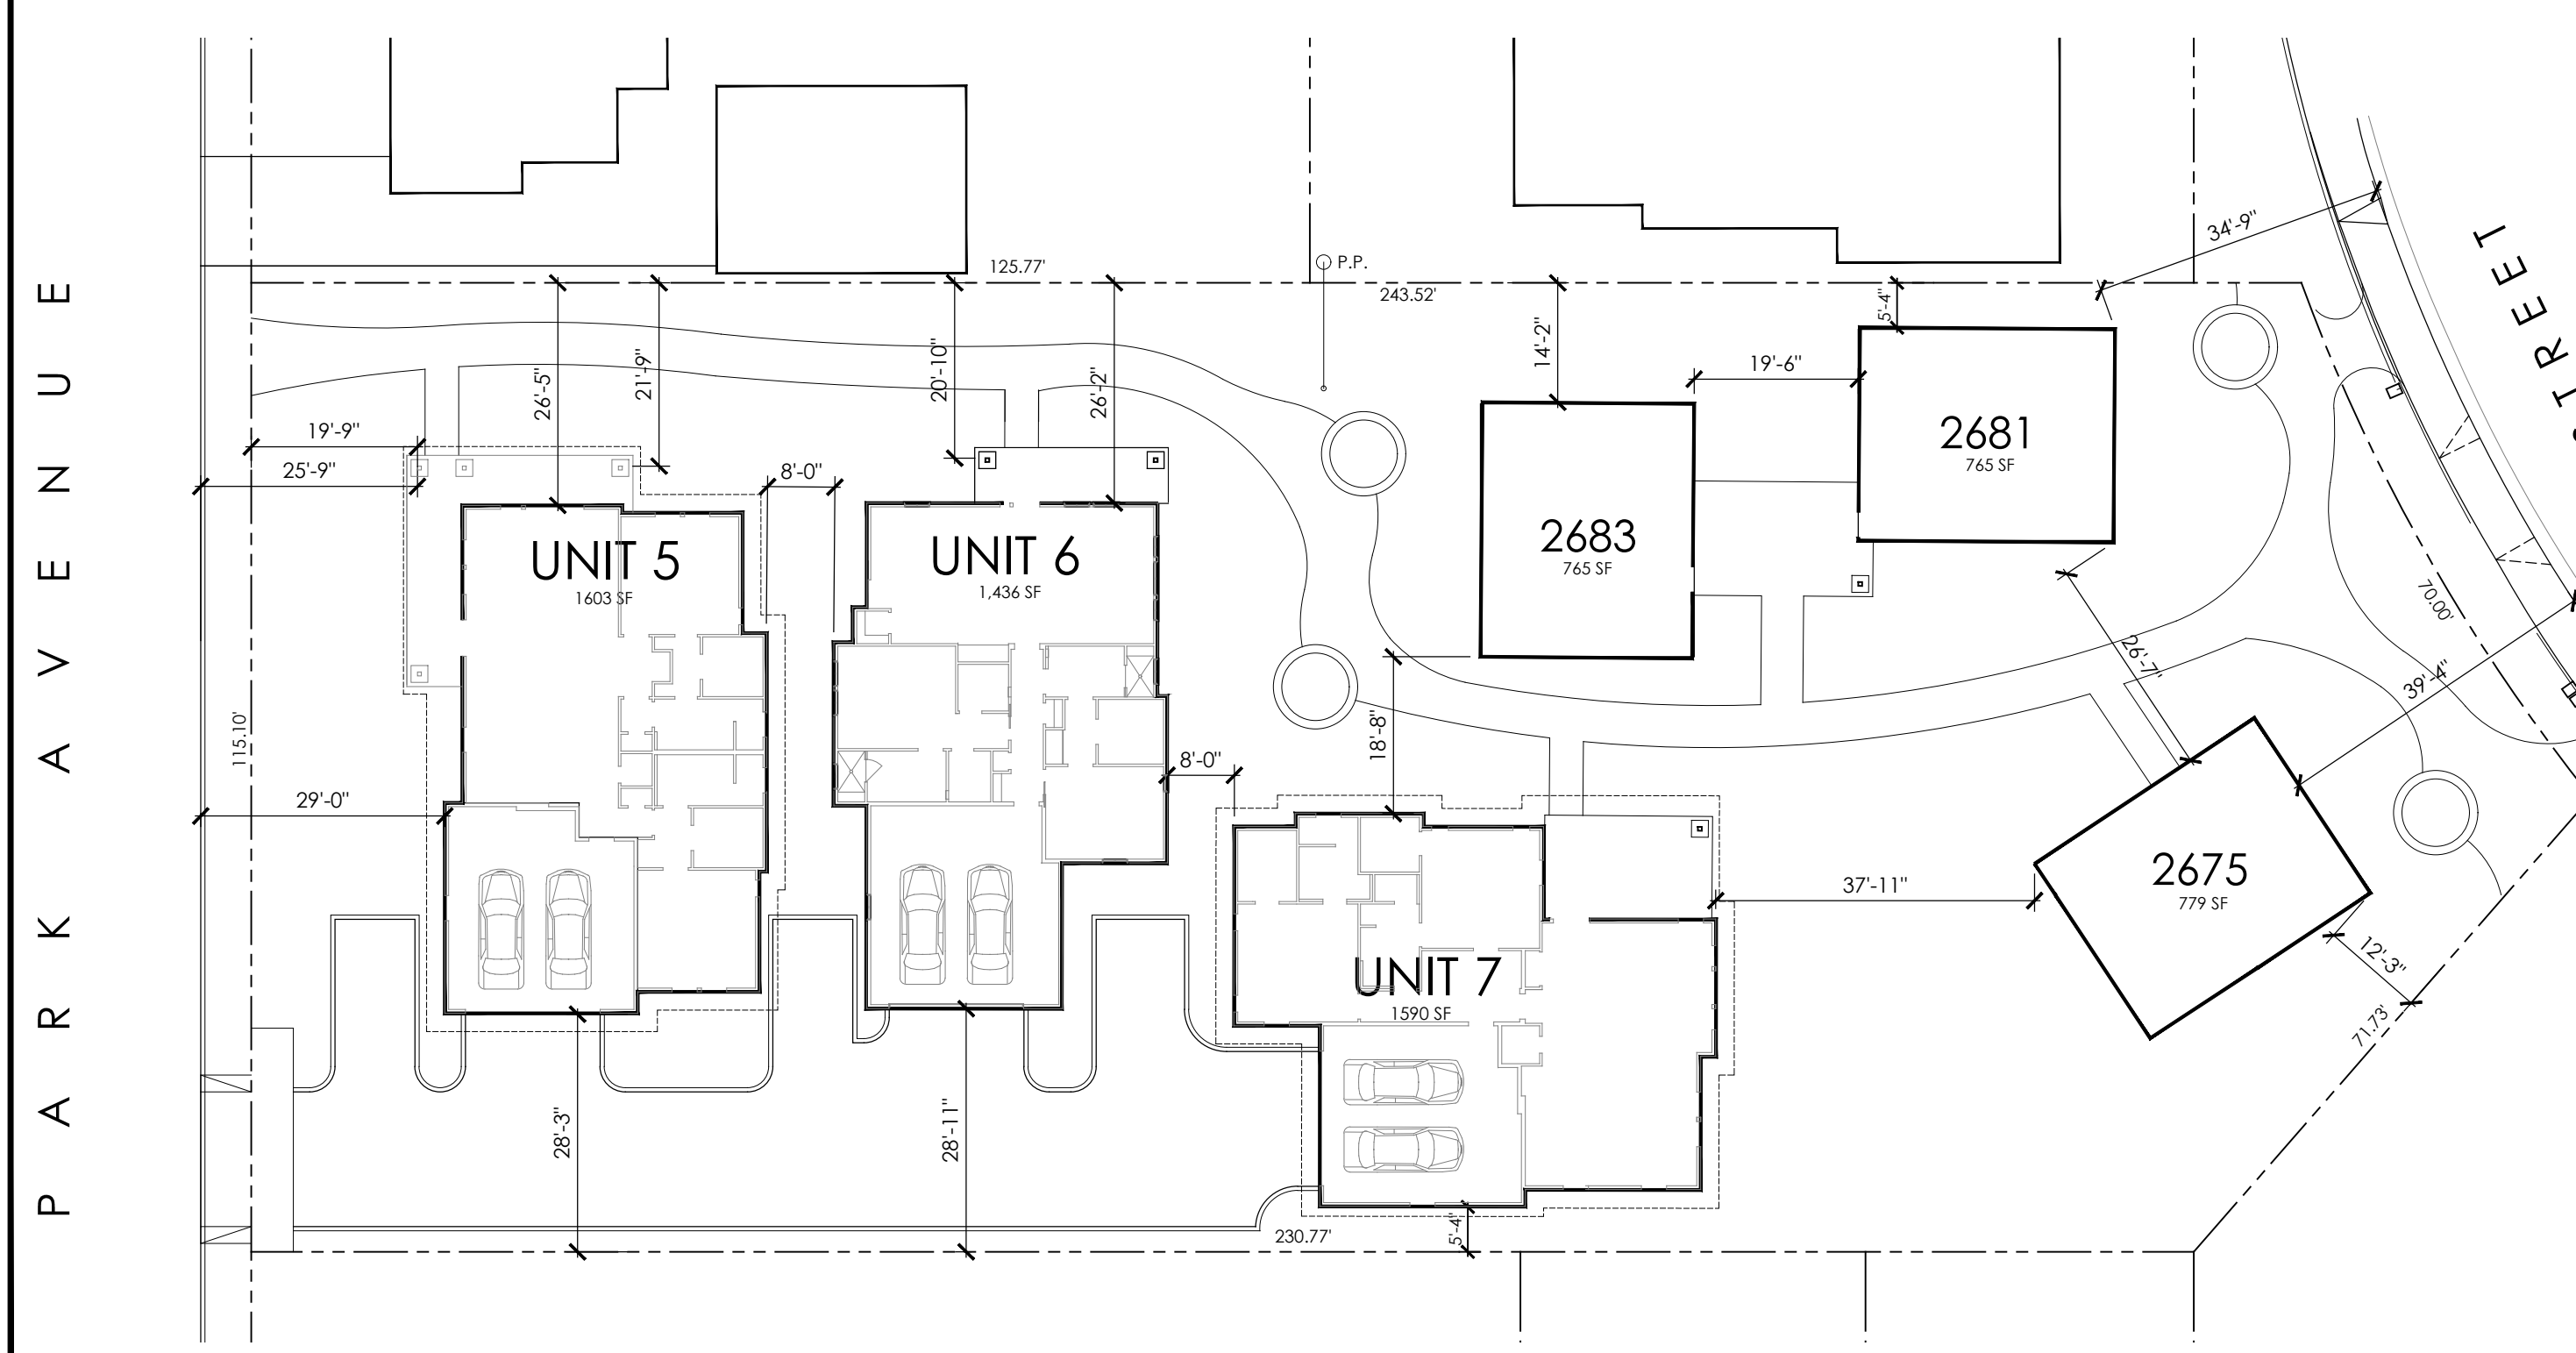 PARK AVENUE
125.77'
P.P.
243.52'
34'-9"
STREET
5'-4"
14'-2"
19'-6"
26'-5"
21'-9"
20'-10"
26'-2"
19'-9"
25'-9"
8'-0"
2681
765 SF
2683
765 SF
UNIT 5
1603 SF
UNIT 6
1,436 SF
70.00'
26'-7"
39'-4"
115.10'
18'-8"
8'-0"
29'-0"
2675
779 SF
37'-11"
12'-3"
71.73'
UNIT 7
1590 SF
28'-3"
28'-11"
5'-4"
230.77'